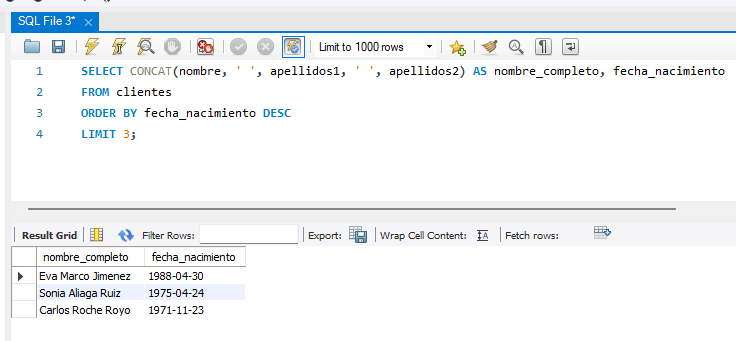 SQL File 3*
Limit to 1000 rows
1 SELECT CONCAT(nombre, ' ', apellidos1, ' ', apellidos2) AS nombre_completo, fecha_nacimiento
2 FROM clientes
3 ORDER BY fecha_nacimiento DESC
4 LIMIT 3;
Result Grid Filter Rows: Export: Wrap Cell Content: Fetch rows:
nombre_completo fecha_nacimiento
Eva Marco Jimenez 1988-04-30
Sonia Aliaga Ruiz 1975-04-24
Carlos Roche Royo 1971-11-23